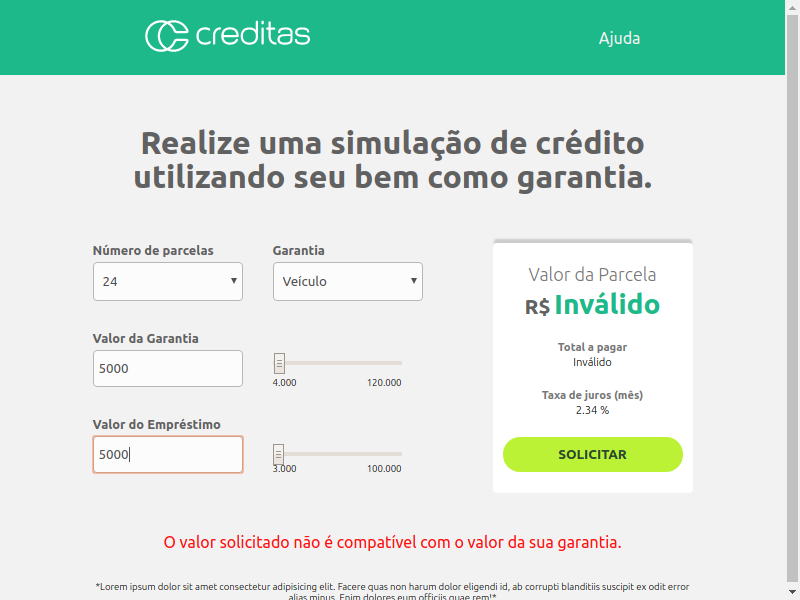 creditas
Ajuda
Realize uma simulação de crédito
utilizando seu bem como garantia.
Número de parcelas
24
Garantia
Veículo
Valor da Garantia
5000
4.000
120.000
Valor do Empréstimo
5000
3.000
100.000
Valor da Parcela
R$ Inválido
Total a pagar
Inválido
Taxa de juros (mês)
2.34 %
SOLICITAR
O valor solicitado não é compatível com o valor da sua garantia.
*Lorem ipsum dolor sit amet consectetur adipisicing elit. Facere quas non harum dolor eligendi id, ab corrupti blanditiis suscipit ex odit error
alias minus. Enim dolores eum officiis quae rem!*